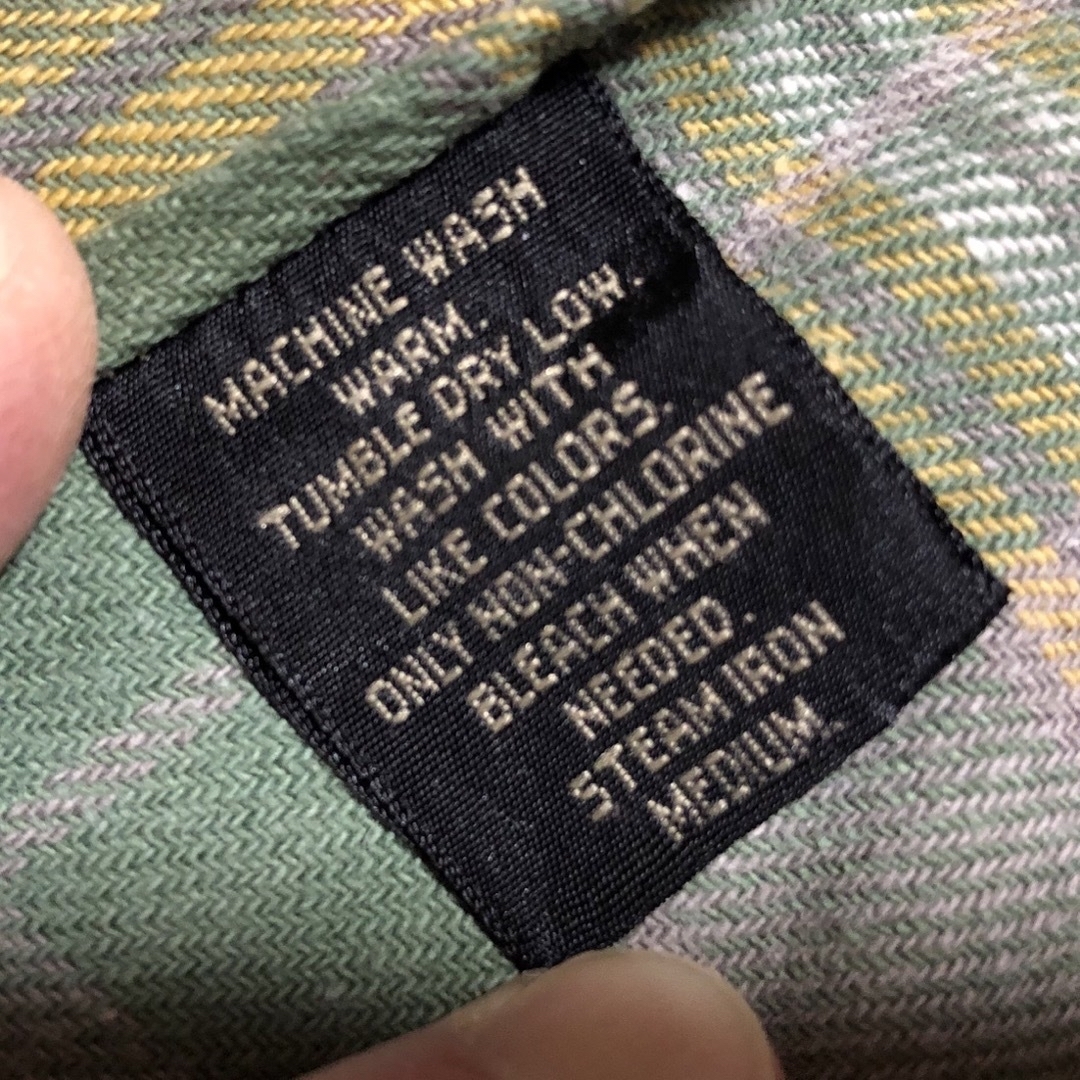 MACHINE WASH
WARM.
TUMBLE DRY LOW.
WASH WITH
LIKE COLORS.
ONLY NON-CHLORINE
BLEACH WHEN
NEEDED.
STEAM IRON
MEDIUM.